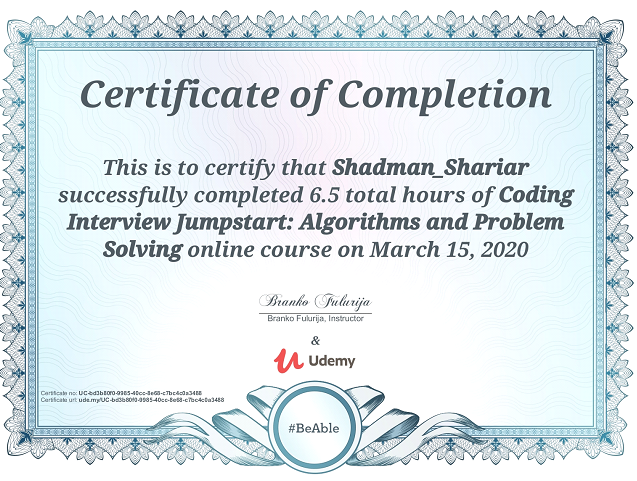 Certificate of Completion
This is to certify that Shadman_Shariar
successfully completed 6.5 total hours of Coding
Interview Jumpstart: Algorithms and Problem
Solving online course on March 15, 2020
Branko Fulurija
Branko Fulurija, Instructor
&
Udemy
Certificate no: UC-bd3b80f0-9985-40cc-8e68-c7bc4c0a3488
Certificate url: ude.my/UC-bd3b80f0-9985-40cc-8e68-c7bc4c0a3488
#BeAble